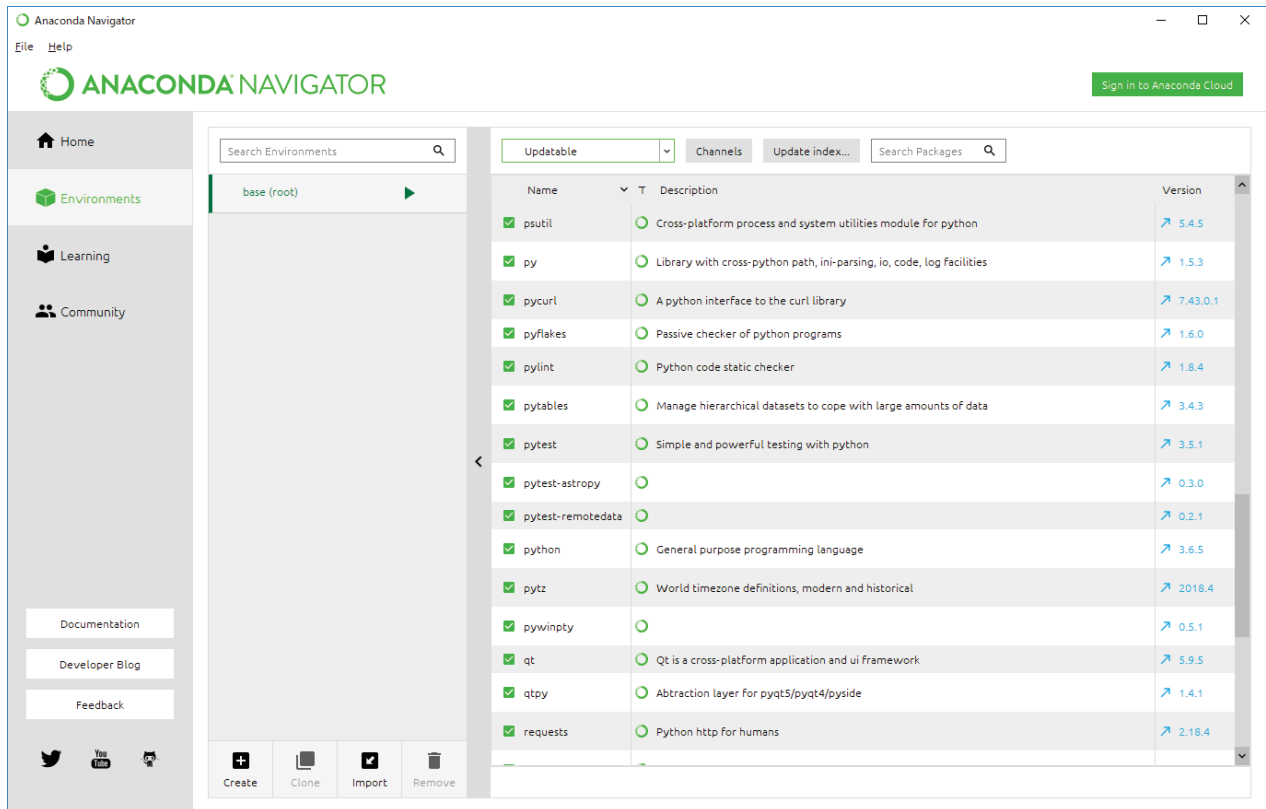 Anaconda Navigator
File Help
ANACONDA NAVIGATOR
Sign in to Anaconda Cloud
Home
Environments
Learning
Community
Documentation
Developer Blog
Feedback
You Tube
Search Environments
base (root)
Create Clone Import Remove
Updatable Channels Update index... Search Packages
Name T Description Version
psutil Cross-platform process and system utilities module for python 5.4.5
py Library with cross-python path, ini-parsing, io, code, log facilities 1.5.3
pycurl A python interface to the curl library 7.43.0.1
pyflakes Passive checker of python programs 1.6.0
pylint Python code static checker 1.8.4
pytables Manage hierarchical datasets to cope with large amounts of data 3.4.3
pytest Simple and powerful testing with python 3.5.1
pytest-astropy 0.3.0
pytest-remotedata 0.2.1
python General purpose programming language 3.6.5
pytz World timezone definitions, modern and historical 2018.4
pywinpty 0.5.1
qt Qt is a cross-platform application and ui framework 5.9.5
qtpy Abtraction layer for pyqt5/pyqt4/pyside 1.4.1
requests Python http for humans 2.18.4